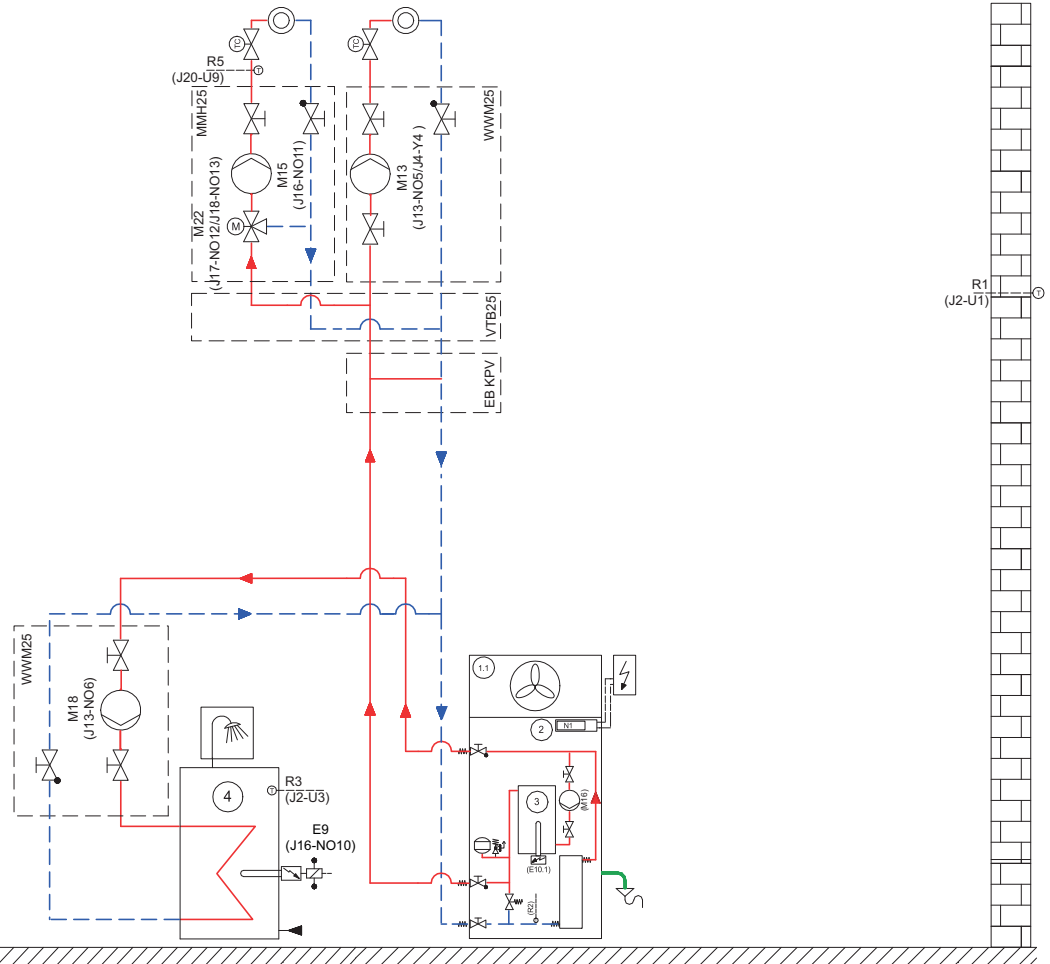 TC
TC
R5
(J20-U9)
T
MMH25
M15
(J16-NO11)
M22
(J17-NO12/J18-NO13)
M
WWM25
M13
(J13-NO5/J4-Y4 )
VTB25
EB KPV
R1
(J2-U1)
T
WWM25
M18
(J13-NO6)
4
T
R3
(J2-U3)
E9
(J16-NO10)
1.1
2
N1
3
(M16)
(E10.1)
(R2)